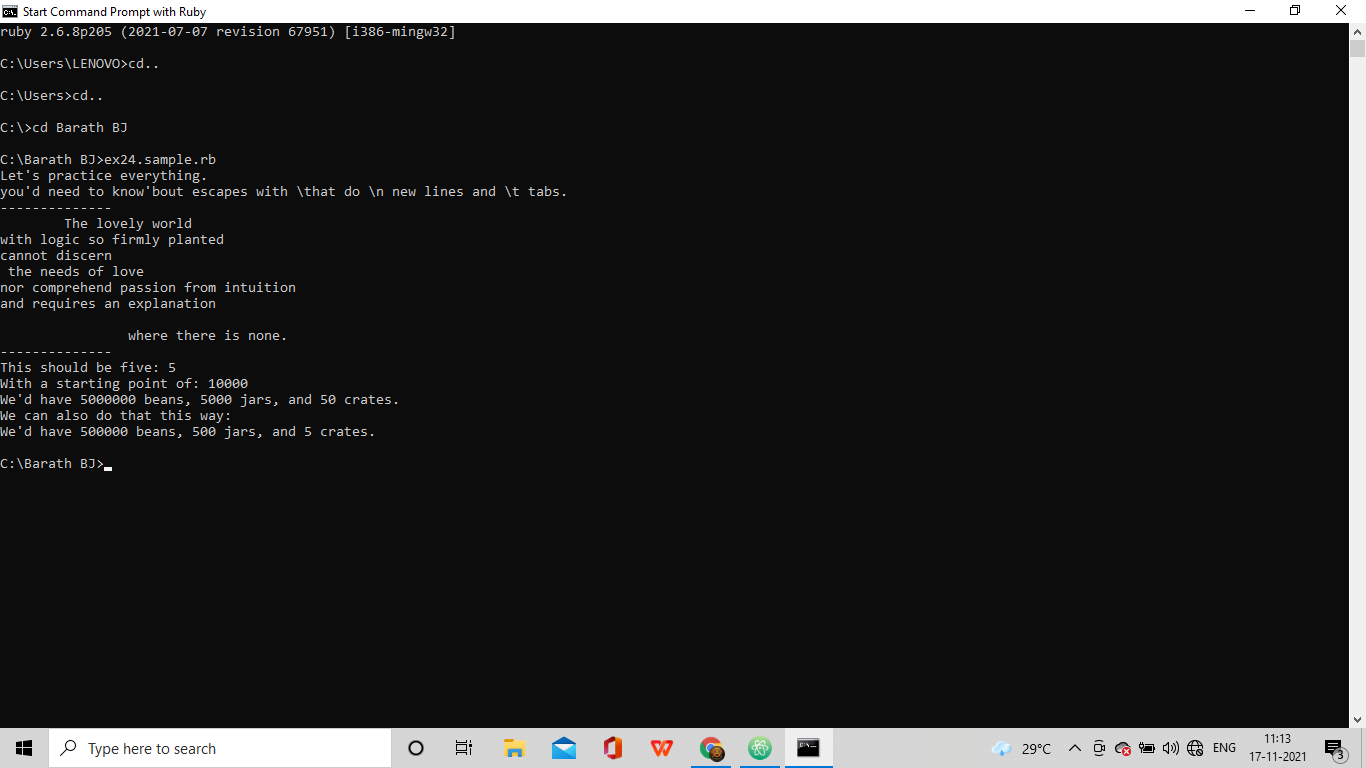 Start Command Prompt with Ruby
ruby 2.6.8p205 (2021-07-07 revision 67951) [i386-mingw32]
C:\Users\LENOVO>cd..
C:\Users>cd..
C:\>cd Barath BJ
C:\Barath BJ>ex24.sample.rb
Let's practice everything.
you'd need to know'bout escapes with \that do \n new lines and \t tabs.
--------------
The lovely world
with logic so firmly planted
cannot discern
the needs of love
nor comprehend passion from intuition
and requires an explanation
where there is none.
--------------
This should be five: 5
With a starting point of: 10000
We'd have 5000000 beans, 5000 jars, and 50 crates.
We can also do that this way:
We'd have 500000 beans, 500 jars, and 5 crates.
C:\Barath BJ>
Type here to search
29°C
ENG
11:13
17-11-2021
3